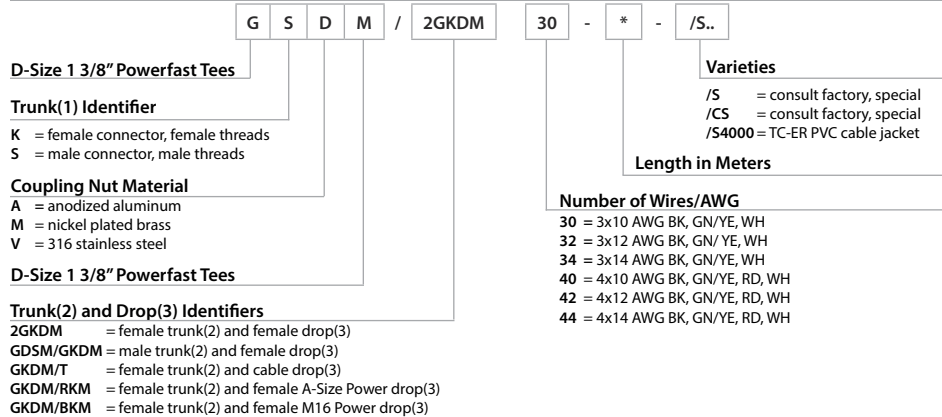 G S D M / 2GKDM 30 - * - /S..
D-Size 1 3/8” Powerfast Tees
Trunk(1) Identifier
K = female connector, female threads
S = male connector, male threads
Coupling Nut Material
A = anodized aluminum
M = nickel plated brass
V = 316 stainless steel
D-Size 1 3/8” Powerfast Tees
Trunk(2) and Drop(3) Identifiers
2GKDM = female trunk(2) and female drop(3)
GDSM/GKDM = male trunk(2) and female drop(3)
GKDM/T = female trunk(2) and cable drop(3)
GKDM/RKM = female trunk(2) and female A-Size Power drop(3)
GKDM/BKM = female trunk(2) and female M16 Power drop(3)
Varieties
/S = consult factory, special
/CS = consult factory, special
/S4000 = TC-ER PVC cable jacket
Length in Meters
Number of Wires/AWG
30 = 3x10 AWG BK, GN/YE, WH
32 = 3x12 AWG BK, GN/ YE, WH
34 = 3x14 AWG BK, GN/YE, WH
40 = 4x10 AWG BK, GN/YE, RD, WH
42 = 4x12 AWG BK, GN/YE, RD, WH
44 = 4x14 AWG BK, GN/YE, RD, WH